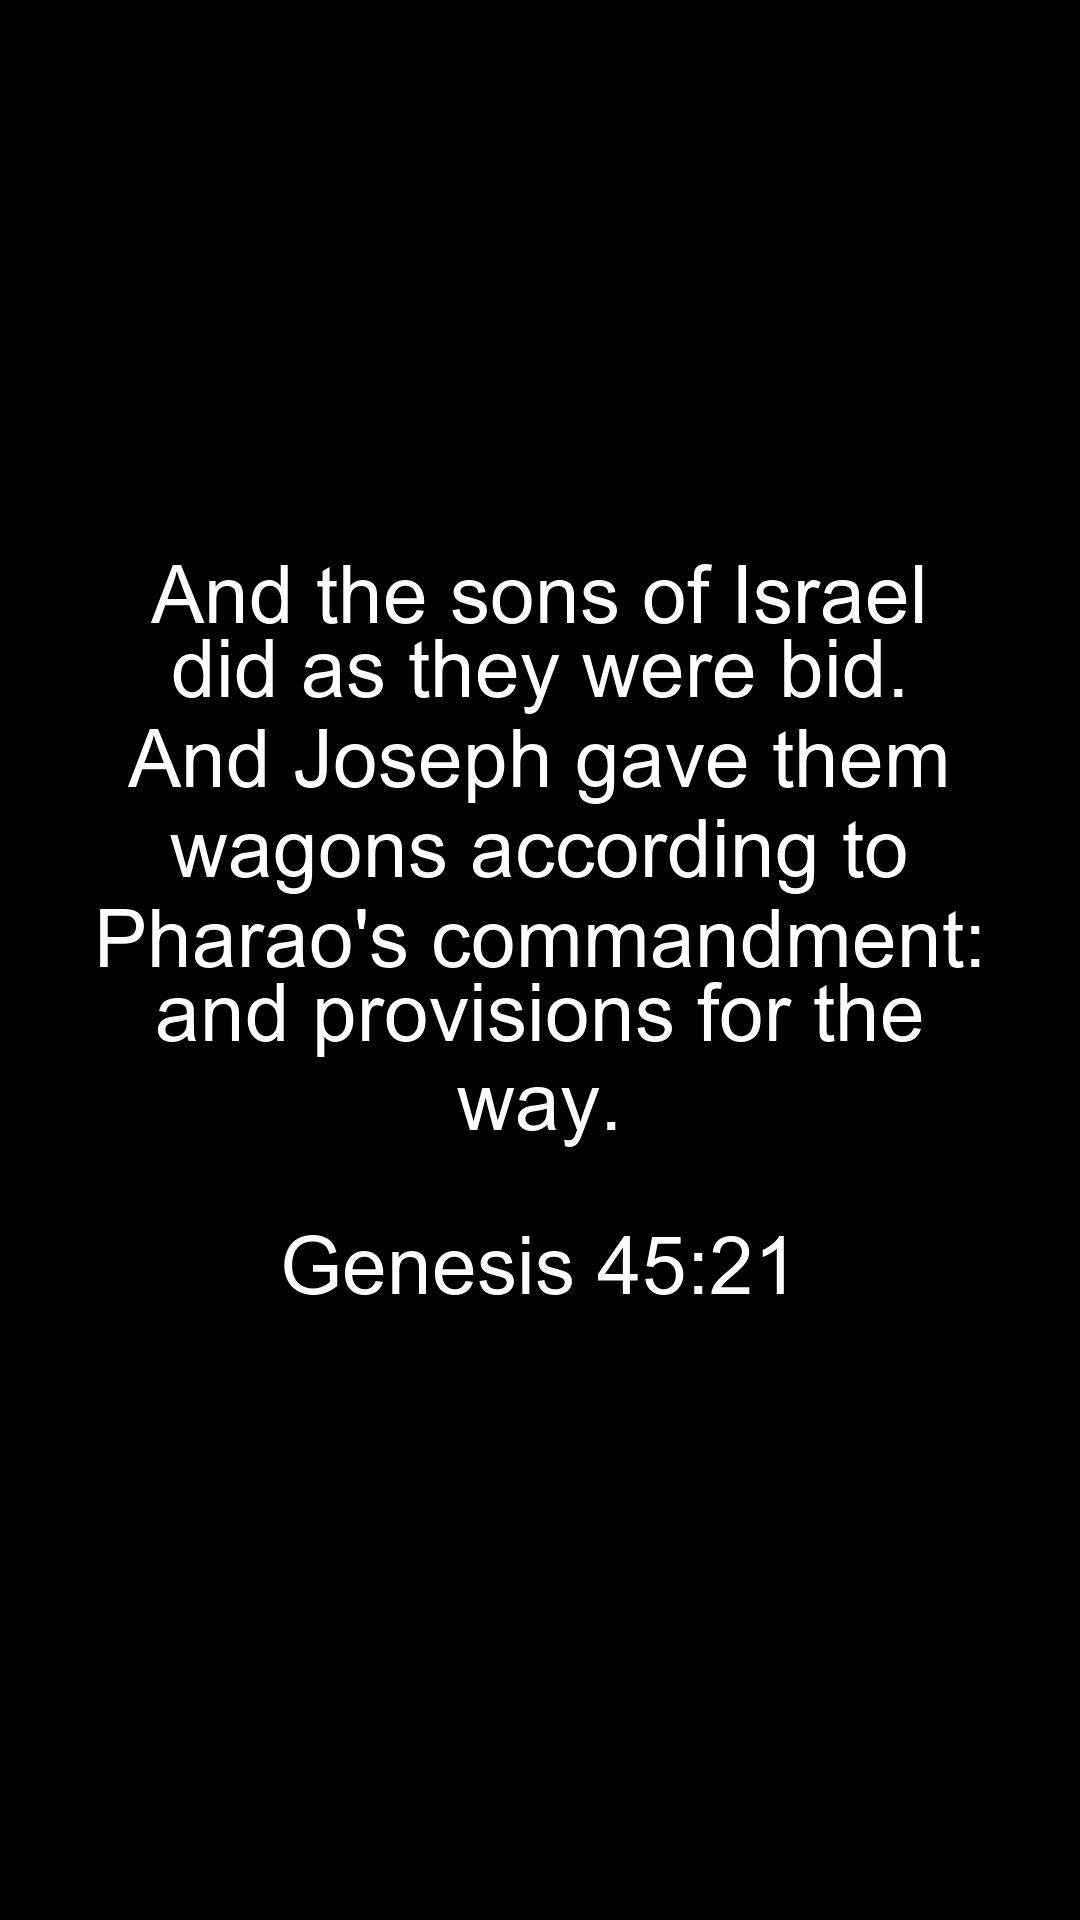 And the sons of Israel
did as they were bid.
And Joseph gave them
wagons according to
Pharao's commandment:
and provisions for the
way.
Genesis 45:21